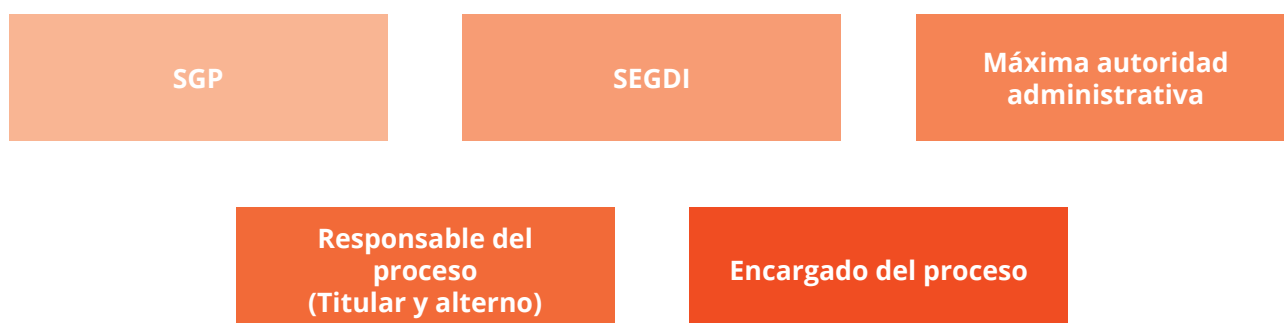 SGP
SEGDI
Máxima autoridad
administrativa
Responsable del
proceso
(Titular y alterno)
Encargado del proceso